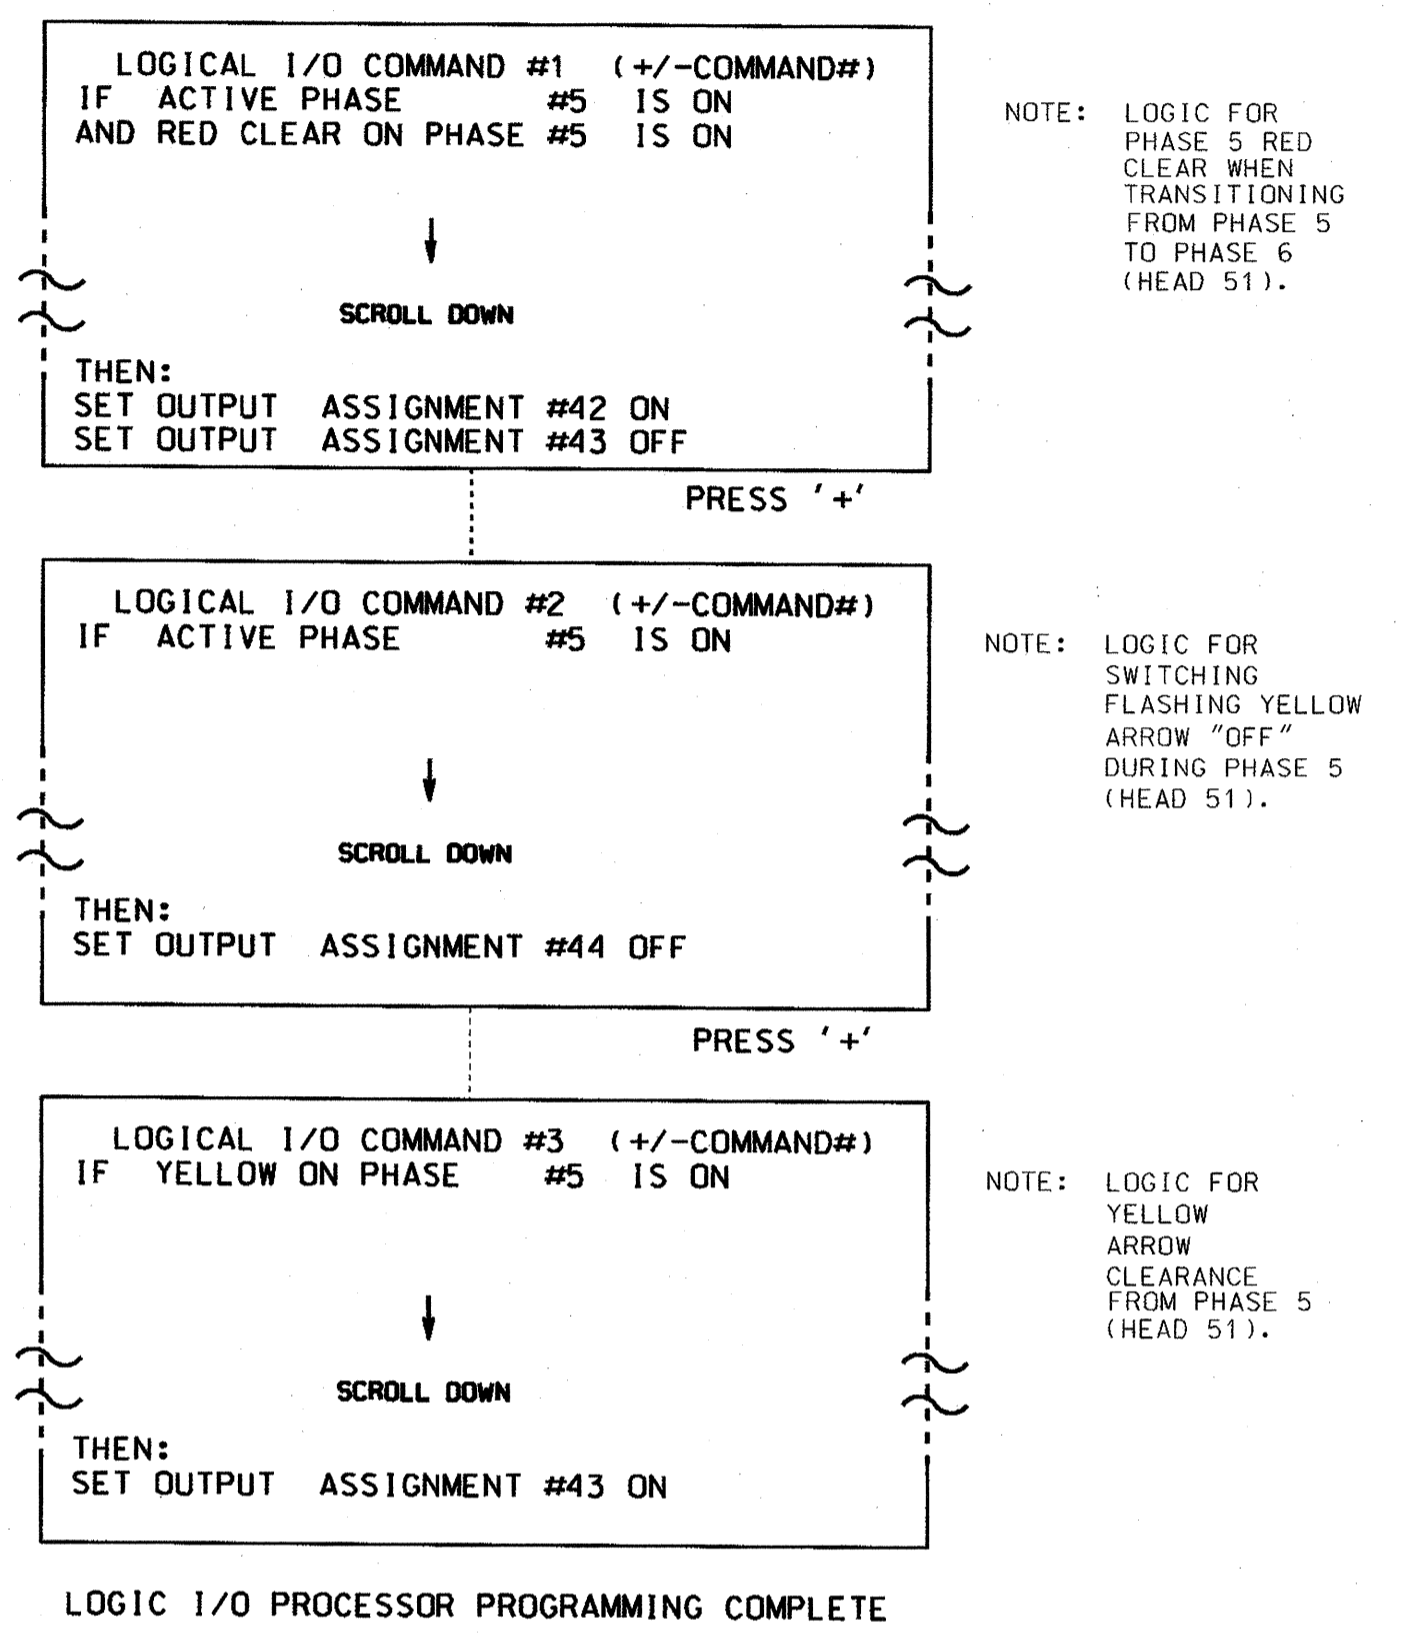 LOGICAL I/O COMMAND #1 (+/-COMMAND#)
IF ACTIVE PHASE #5 IS ON
AND RED CLEAR ON PHASE #5 IS ON
SCROLL DOWN
THEN:
SET OUTPUT ASSIGNMENT #42 ON
SET OUTPUT ASSIGNMENT #43 OFF
NOTE: LOGIC FOR
PHASE 5 RED
CLEAR WHEN
TRANSITIONING
FROM PHASE 5
TO PHASE 6
(HEAD 51).
PRESS '+'
LOGICAL I/O COMMAND #2 (+/-COMMAND#)
IF ACTIVE PHASE #5 IS ON
SCROLL DOWN
THEN:
SET OUTPUT ASSIGNMENT #44 OFF
NOTE: LOGIC FOR
SWITCHING
FLASHING YELLOW
ARROW "OFF"
DURING PHASE 5
(HEAD 51).
PRESS '+'
LOGICAL I/O COMMAND #3 (+/-COMMAND#)
IF YELLOW ON PHASE #5 IS ON
SCROLL DOWN
THEN:
SET OUTPUT ASSIGNMENT #43 ON
NOTE: LOGIC FOR
YELLOW
ARROW
CLEARANCE
FROM PHASE 5
(HEAD 51).
LOGIC I/O PROCESSOR PROGRAMMING COMPLETE